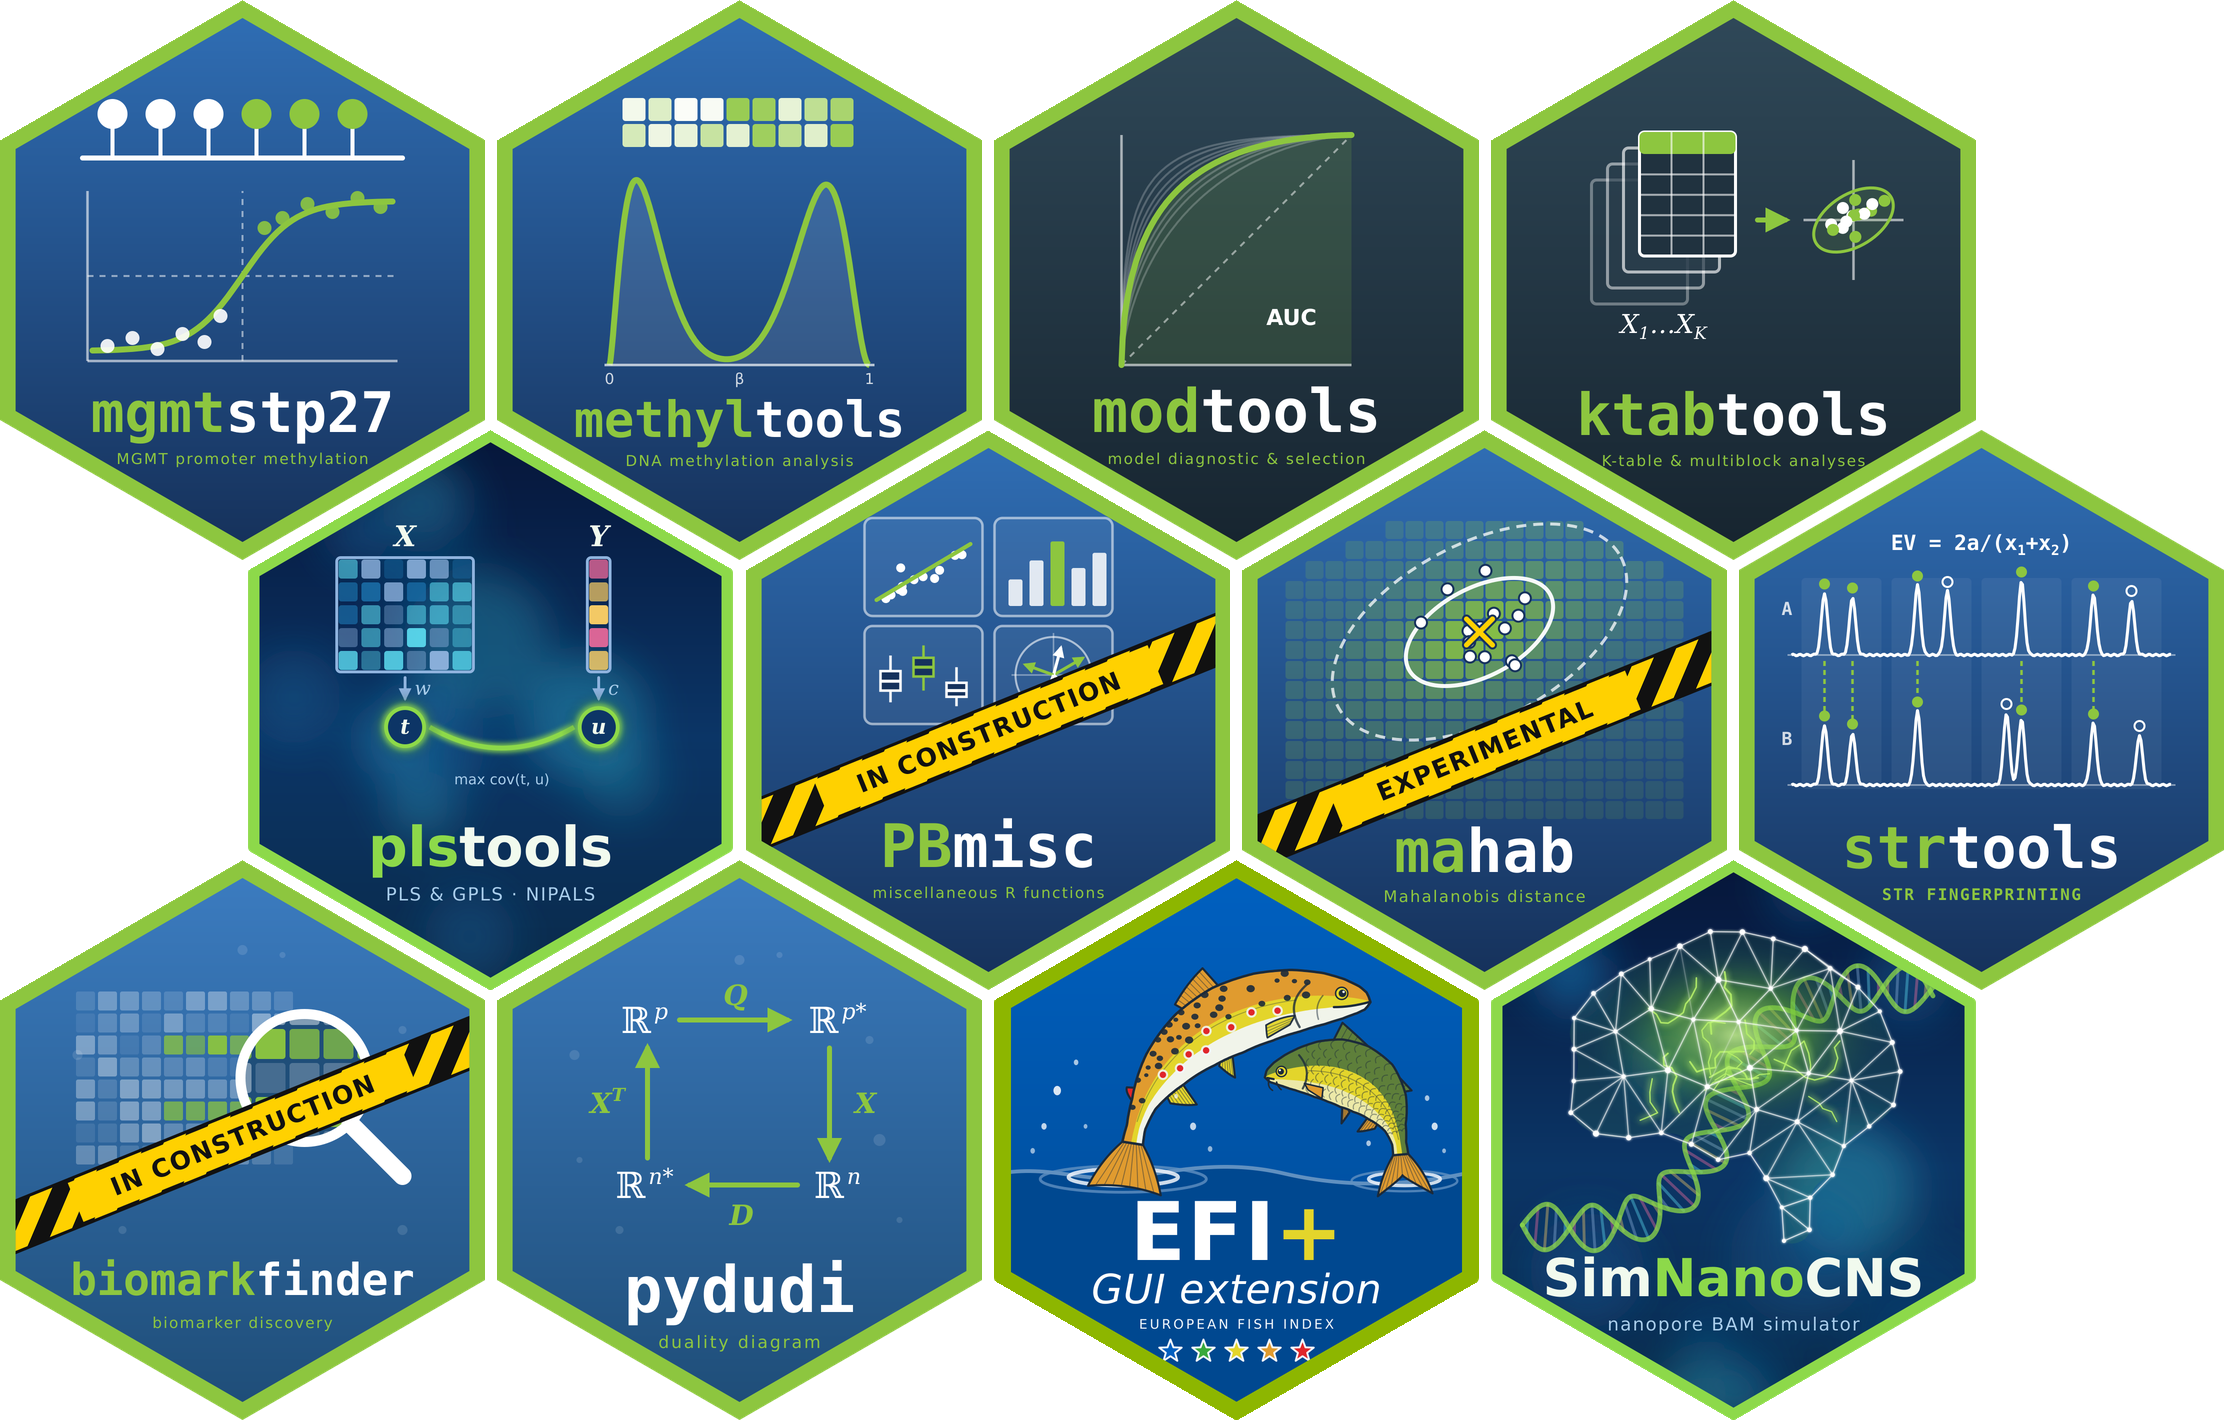 mgmtstp27
MGMT promoter methylation
0 β 1
methyltools
DNA methylation analysis
AUC
modtools
model diagnostic & selection
X1...XK
ktabtools
K-table & multiblock analyses
X Y
w c
t u
max cov(t, u)
plstools
PLS & GPLS · NIPALS
IN CONSTRUCTION
PBmisc
miscellaneous R functions
EXPERIMENTAL
mahab
Mahalanobis distance
EV = 2a/(x1+x2)
A
B
strtools
STR FINGERPRINTING
IN CONSTRUCTION
biomarkfinder
biomarker discovery
ℝp Q ℝp*
XT X
ℝn* D ℝn
pydudi
duality diagram
EFI+
GUI extension
EUROPEAN FISH INDEX
SimNanoCNS
nanopore BAM simulator